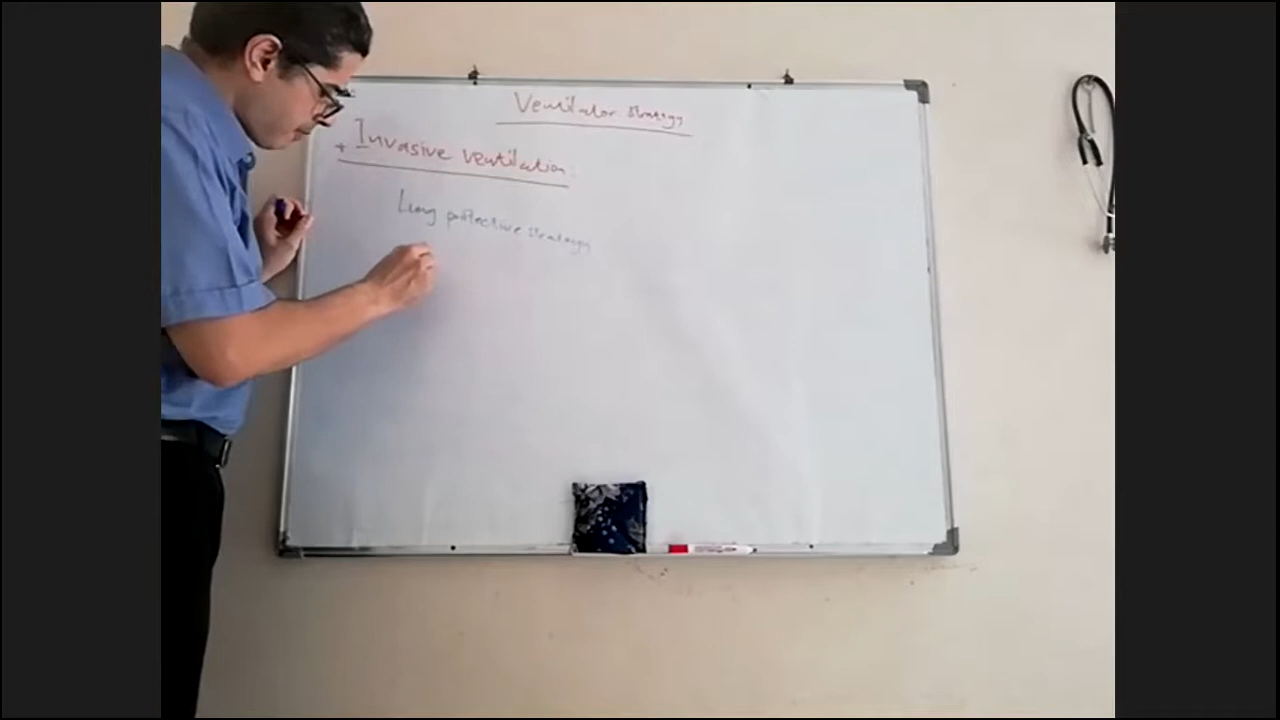 Ventilator strategy
+ Invasive ventilation:
Lung protective strategy